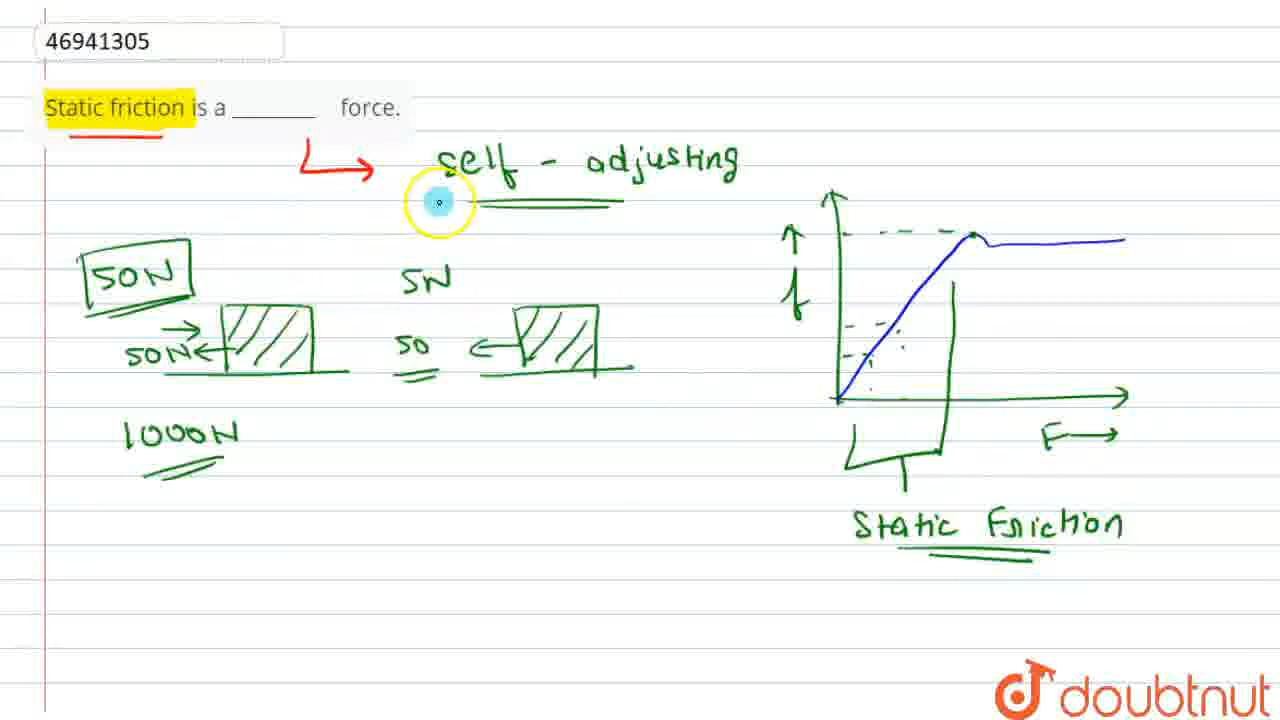 46941305
Static friction is a ________ force.
self - adjusting
50N
5N
50N
50
1000N
f
F
Static Friction
doubtnut